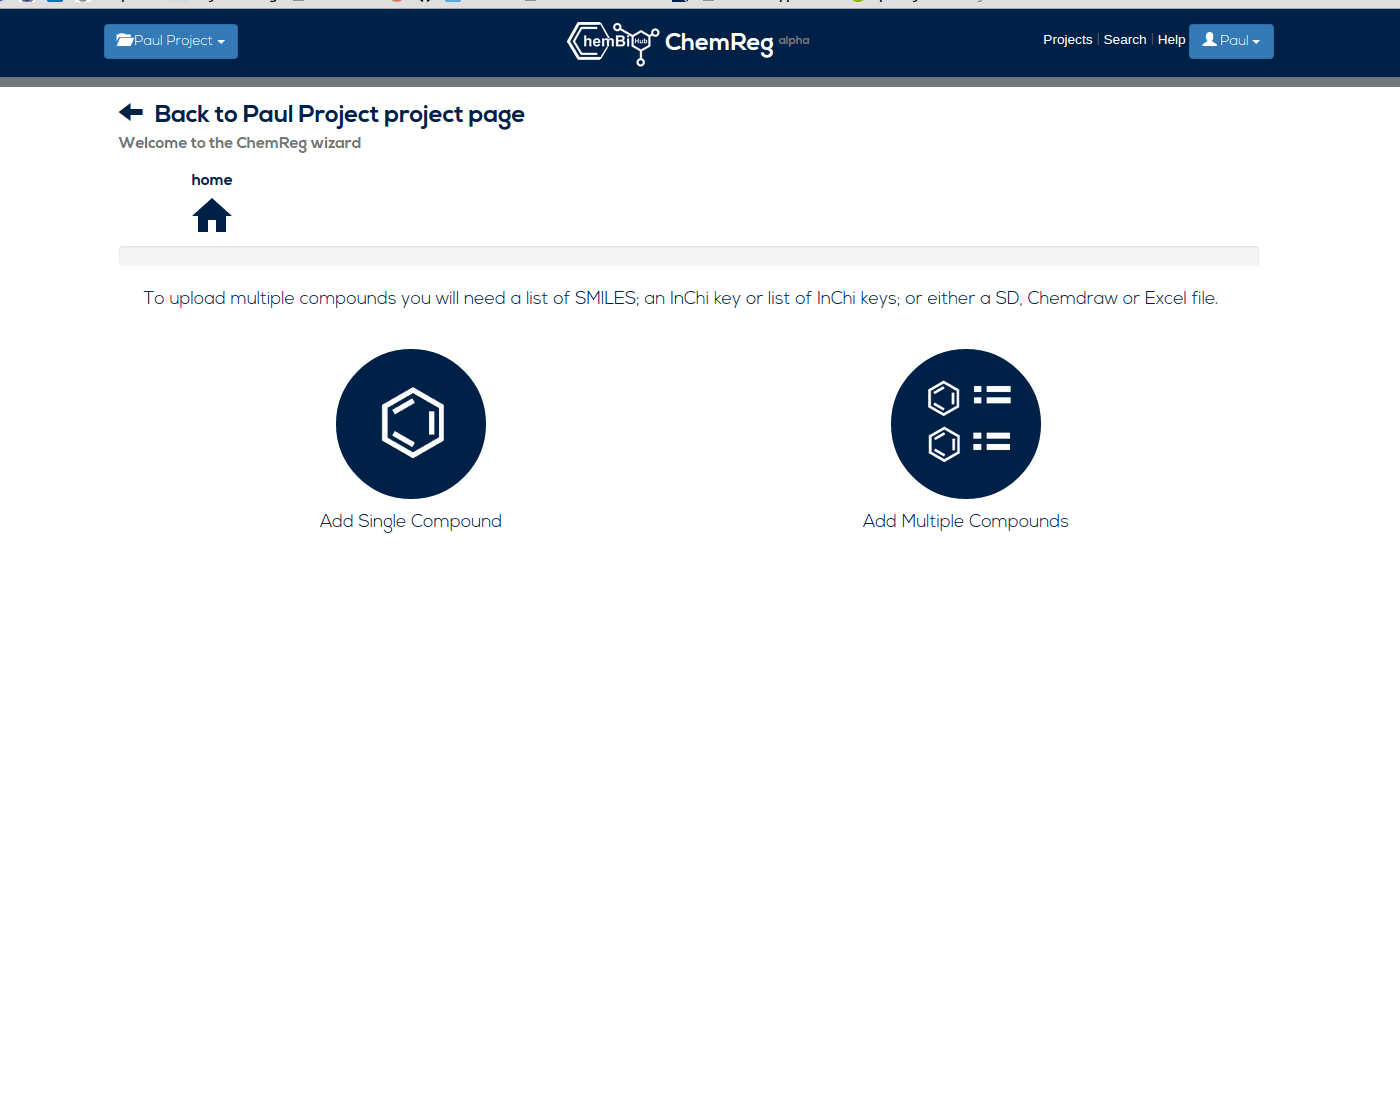 Paul Project
hemBi Hub ChemReg alpha
Projects | Search | Help
Paul
Back to Paul Project project page
Welcome to the ChemReg wizard
home
To upload multiple compounds you will need a list of SMILES; an InChi key or list of InChi keys; or either a SD, Chemdraw or Excel file.
Add Single Compound
Add Multiple Compounds